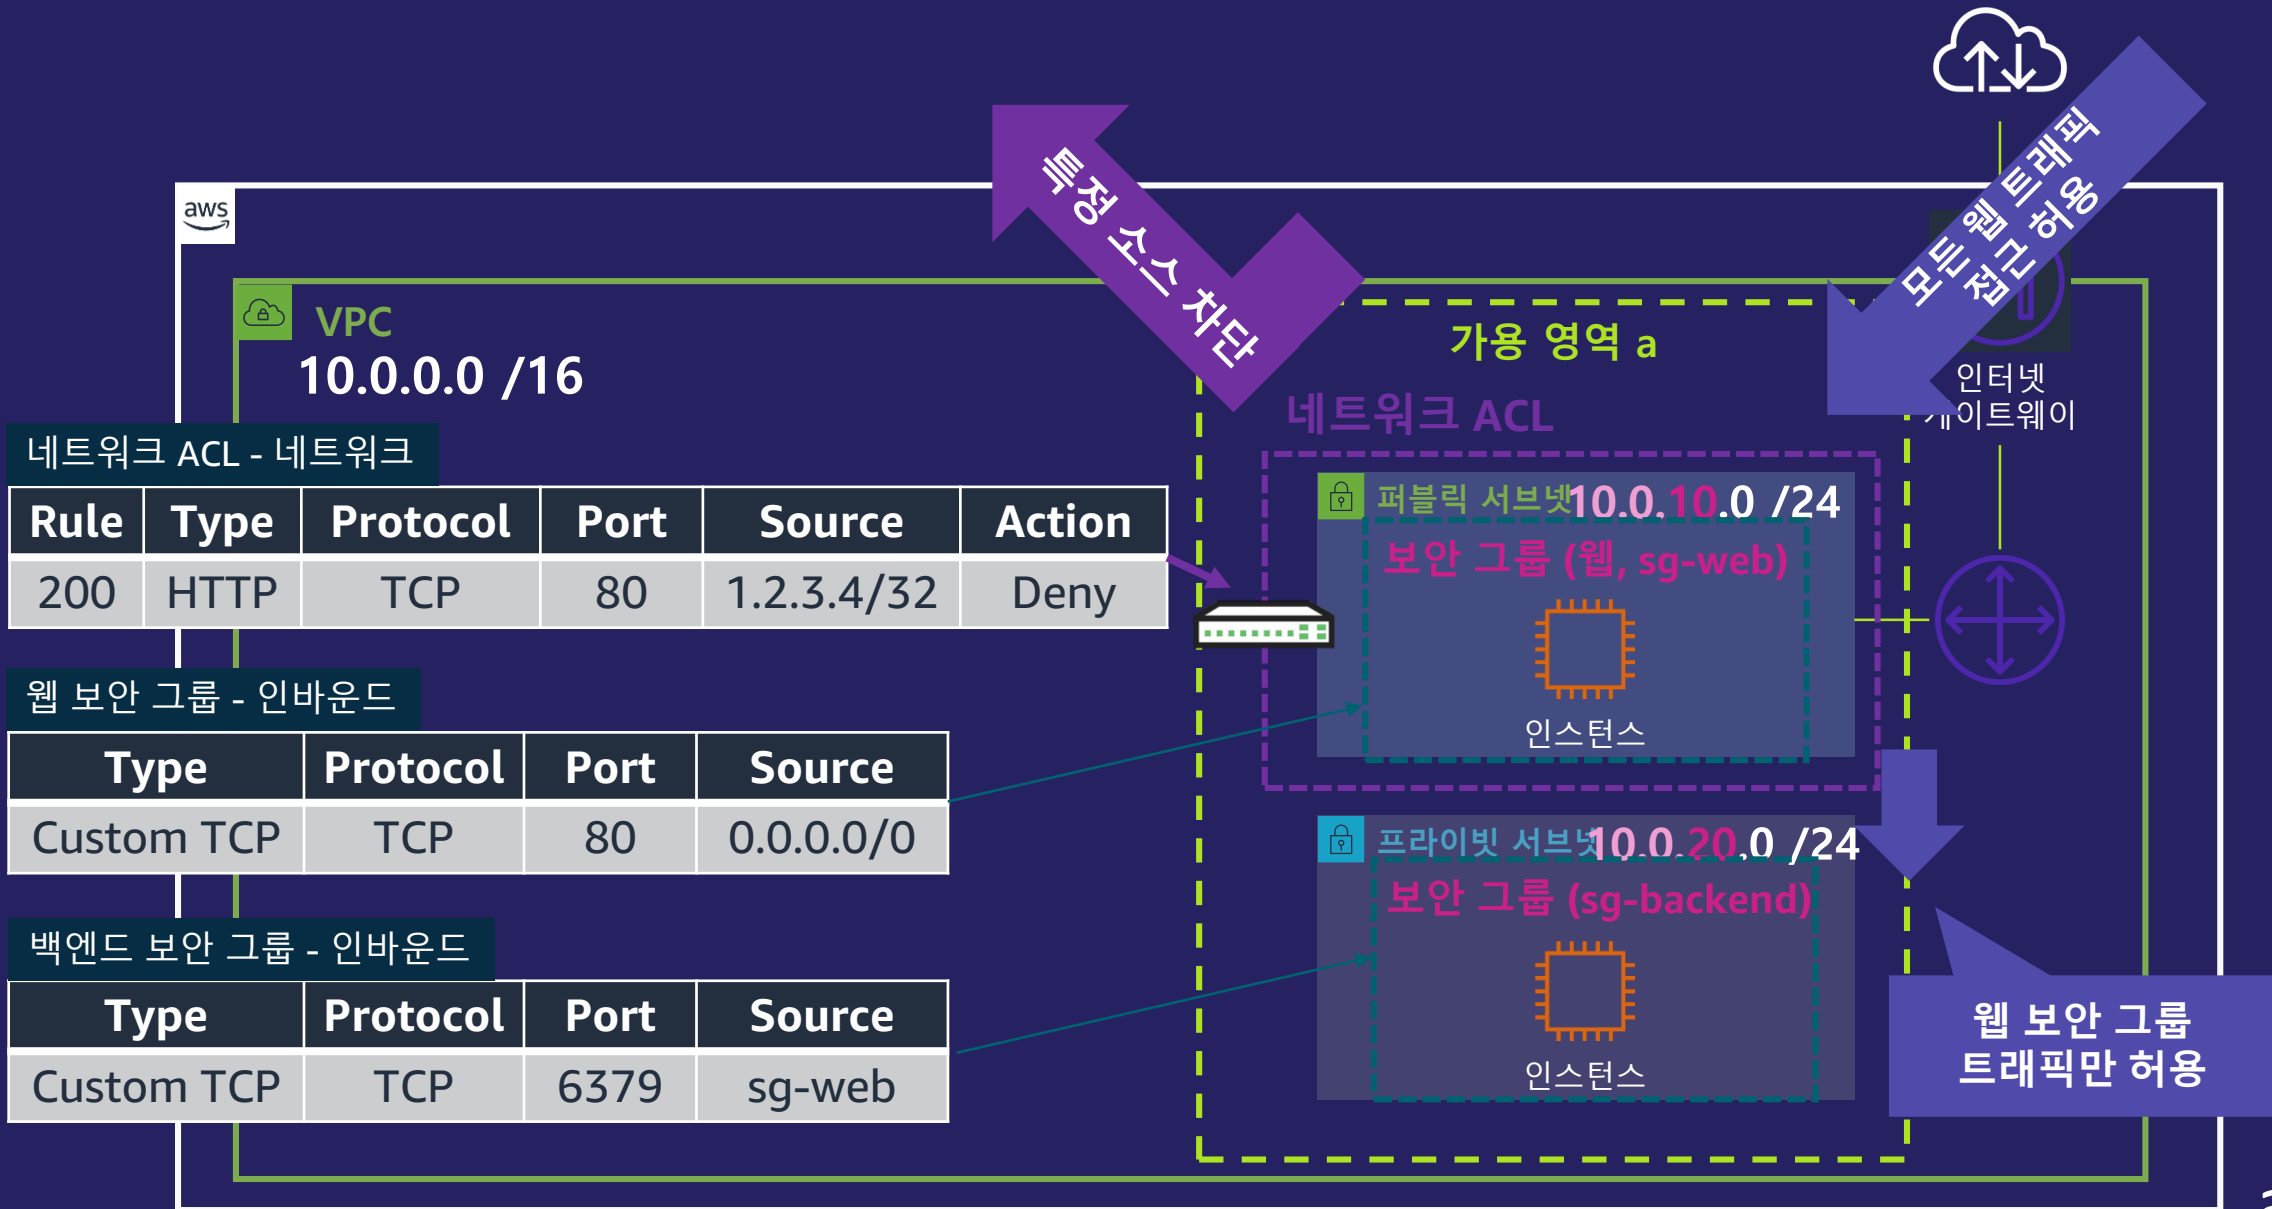 특정 소스 차단
모든 웹 트래픽
접근 허용
aws
VPC
10.0.0.0 /16
가용 영역 a
인터넷
게이트웨이
네트워크 ACL
네트워크 ACL - 네트워크
Rule Type Protocol Port Source Action
200 HTTP TCP 80 1.2.3.4/32 Deny
퍼블릭 서브넷 10.0.10.0 /24
보안 그룹 (웹, sg-web)
인스턴스
웹 보안 그룹 - 인바운드
Type Protocol Port Source
Custom TCP TCP 80 0.0.0.0/0
프라이빗 서브넷 10.0.20.0 /24
보안 그룹 (sg-backend)
인스턴스
백엔드 보안 그룹 - 인바운드
Type Protocol Port Source
Custom TCP TCP 6379 sg-web
웹 보안 그룹
트래픽만 허용